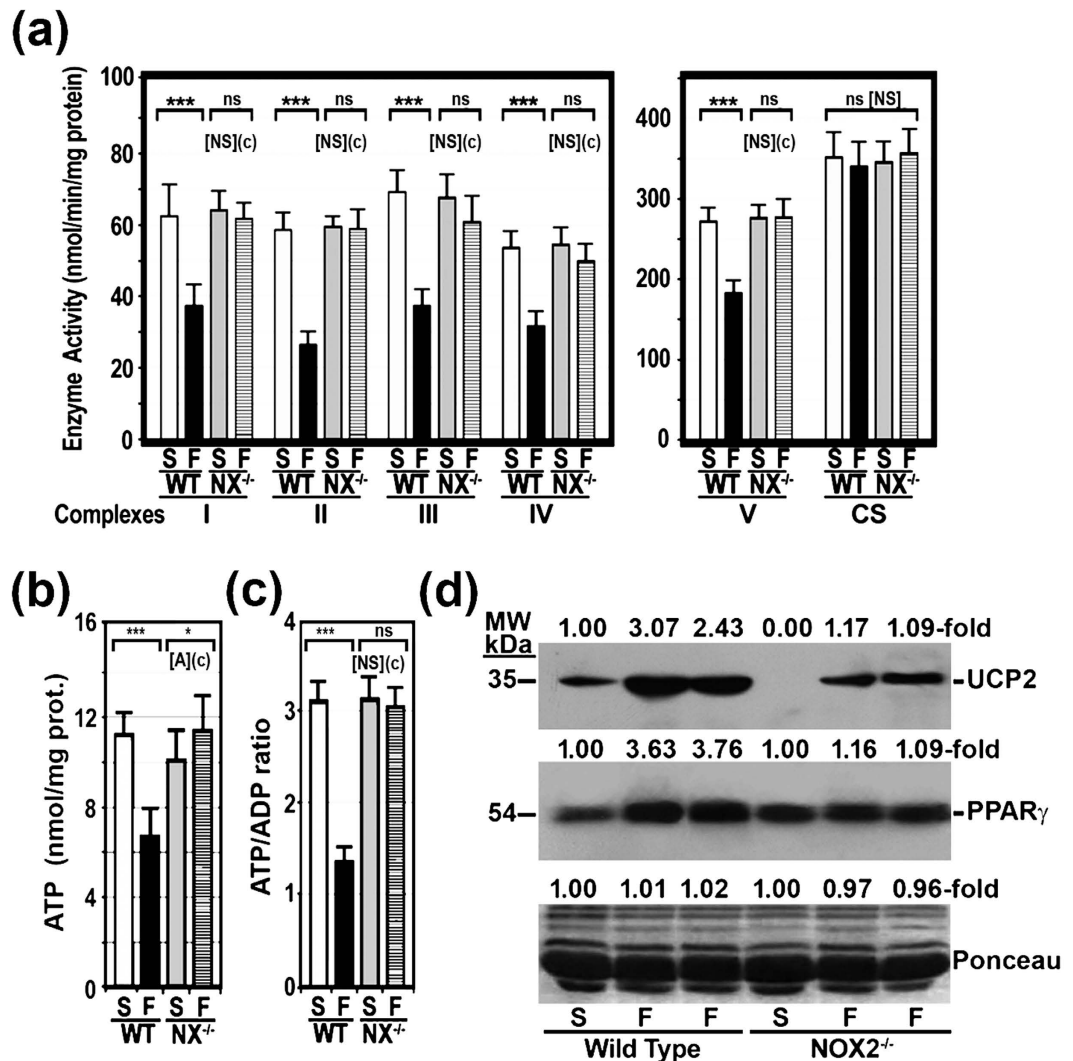 (a)
Enzyme Activity (nmol/min/mg protein)
100
80
60
40
20
0
*** ns *** ns *** ns *** ns
[NS](c) [NS](c) [NS](c) [NS](c)
400
300
200
100
0
*** ns ns [NS]
[NS](c)
S F S F S F S F S F S F S F S F S F S F S F S F
WT NX-/- WT NX-/- WT NX-/- WT NX-/- WT NX-/- WT NX-/-
Complexes I II III IV V CS
(b)
ATP (nmol/mg prot.)
16
12
8
4
0
*** *
[A](c)
S F S F
WT NX-/-
(c)
ATP/ADP ratio
4
3
2
1
0
*** ns
[NS](c)
S F S F
WT NX-/-
(d)
MW
kDa
1.00 3.07 2.43 0.00 1.17 1.09-fold
35 -UCP2
1.00 3.63 3.76 1.00 1.16 1.09-fold
54 -PPARγ
1.00 1.01 1.02 1.00 0.97 0.96-fold
Ponceau
S F F S F F
Wild Type NOX2-/-